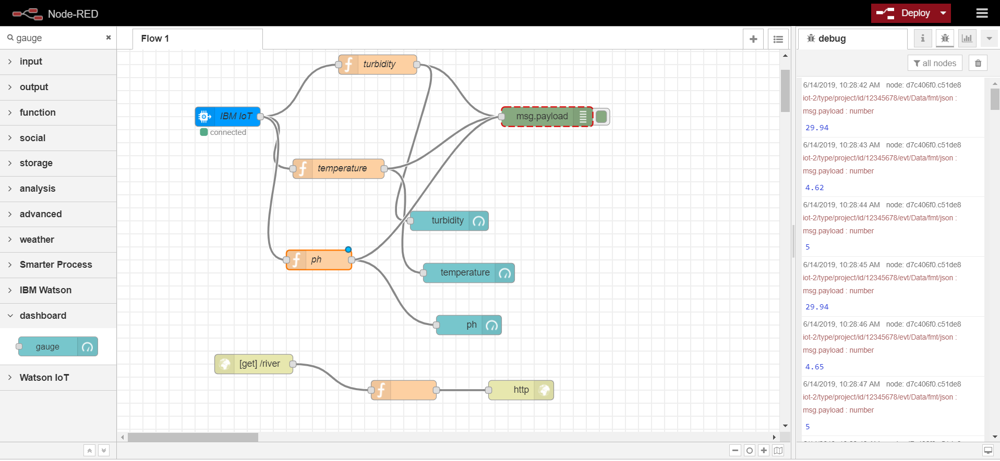 Node-RED
Deploy
gauge
input
output
function
social
storage
analysis
advanced
weather
Smarter Process
IBM Watson
dashboard
gauge
Watson IoT
Flow 1
turbidity
IBM IoT
connected
msg.payload
temperature
turbidity
ph
temperature
ph
[get] /river
http
debug
all nodes
6/14/2019, 10:28:42 AM node: d7c406f0.c51de8
iot-2/type/project/id/12345678/evt/Data/fmt/json :
msg.payload : number
29.94
6/14/2019, 10:28:43 AM node: d7c406f0.c51de8
iot-2/type/project/id/12345678/evt/Data/fmt/json :
msg.payload : number
4.62
6/14/2019, 10:28:44 AM node: d7c406f0.c51de8
iot-2/type/project/id/12345678/evt/Data/fmt/json :
msg.payload : number
5
6/14/2019, 10:28:45 AM node: d7c406f0.c51de8
iot-2/type/project/id/12345678/evt/Data/fmt/json :
msg.payload : number
29.94
6/14/2019, 10:28:46 AM node: d7c406f0.c51de8
iot-2/type/project/id/12345678/evt/Data/fmt/json :
msg.payload : number
4.65
6/14/2019, 10:28:47 AM node: d7c406f0.c51de8
iot-2/type/project/id/12345678/evt/Data/fmt/json :
msg.payload : number
5